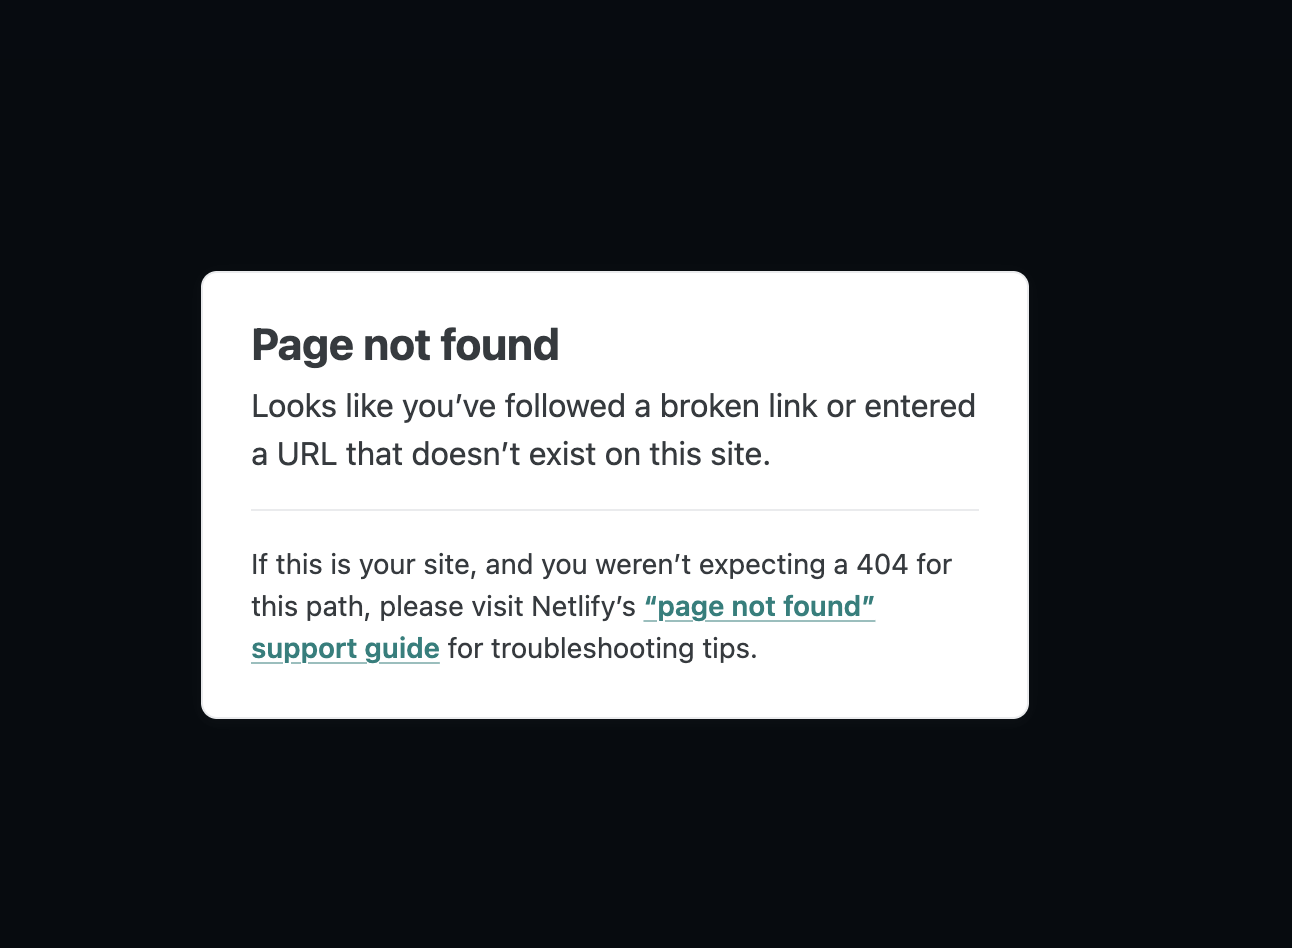 Page not found
Looks like you’ve followed a broken link or entered
a URL that doesn’t exist on this site.
If this is your site, and you weren’t expecting a 404 for
this path, please visit Netlify’s “page not found”
support guide for troubleshooting tips.